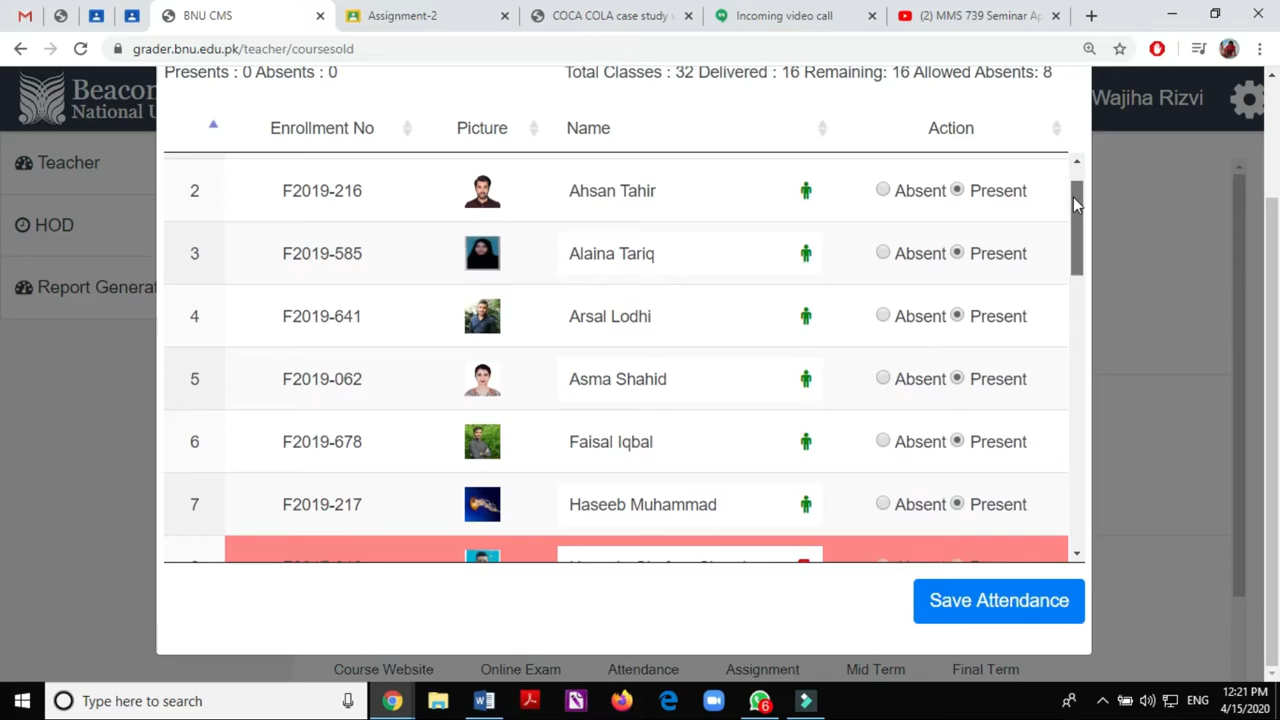 BNU CMS
Assignment-2
COCA COLA case study v
Incoming video call
(2) MMS 739 Seminar Ap
grader.bnu.edu.pk/teacher/coursesold
Beacon
National U
Wajiha Rizvi
Presents : 0 Absents : 0
Total Classes : 32 Delivered : 16 Remaining: 16 Allowed Absents: 8
Teacher
HOD
Report Generat
Enrollment No Picture Name Action
2 F2019-216 Ahsan Tahir Absent Present
3 F2019-585 Alaina Tariq Absent Present
4 F2019-641 Arsal Lodhi Absent Present
5 F2019-062 Asma Shahid Absent Present
6 F2019-678 Faisal Iqbal Absent Present
7 F2019-217 Haseeb Muhammad Absent Present
Save Attendance
Course Website Online Exam Attendance Assignment Mid Term Final Term
Type here to search
6
ENG
12:21 PM
4/15/2020